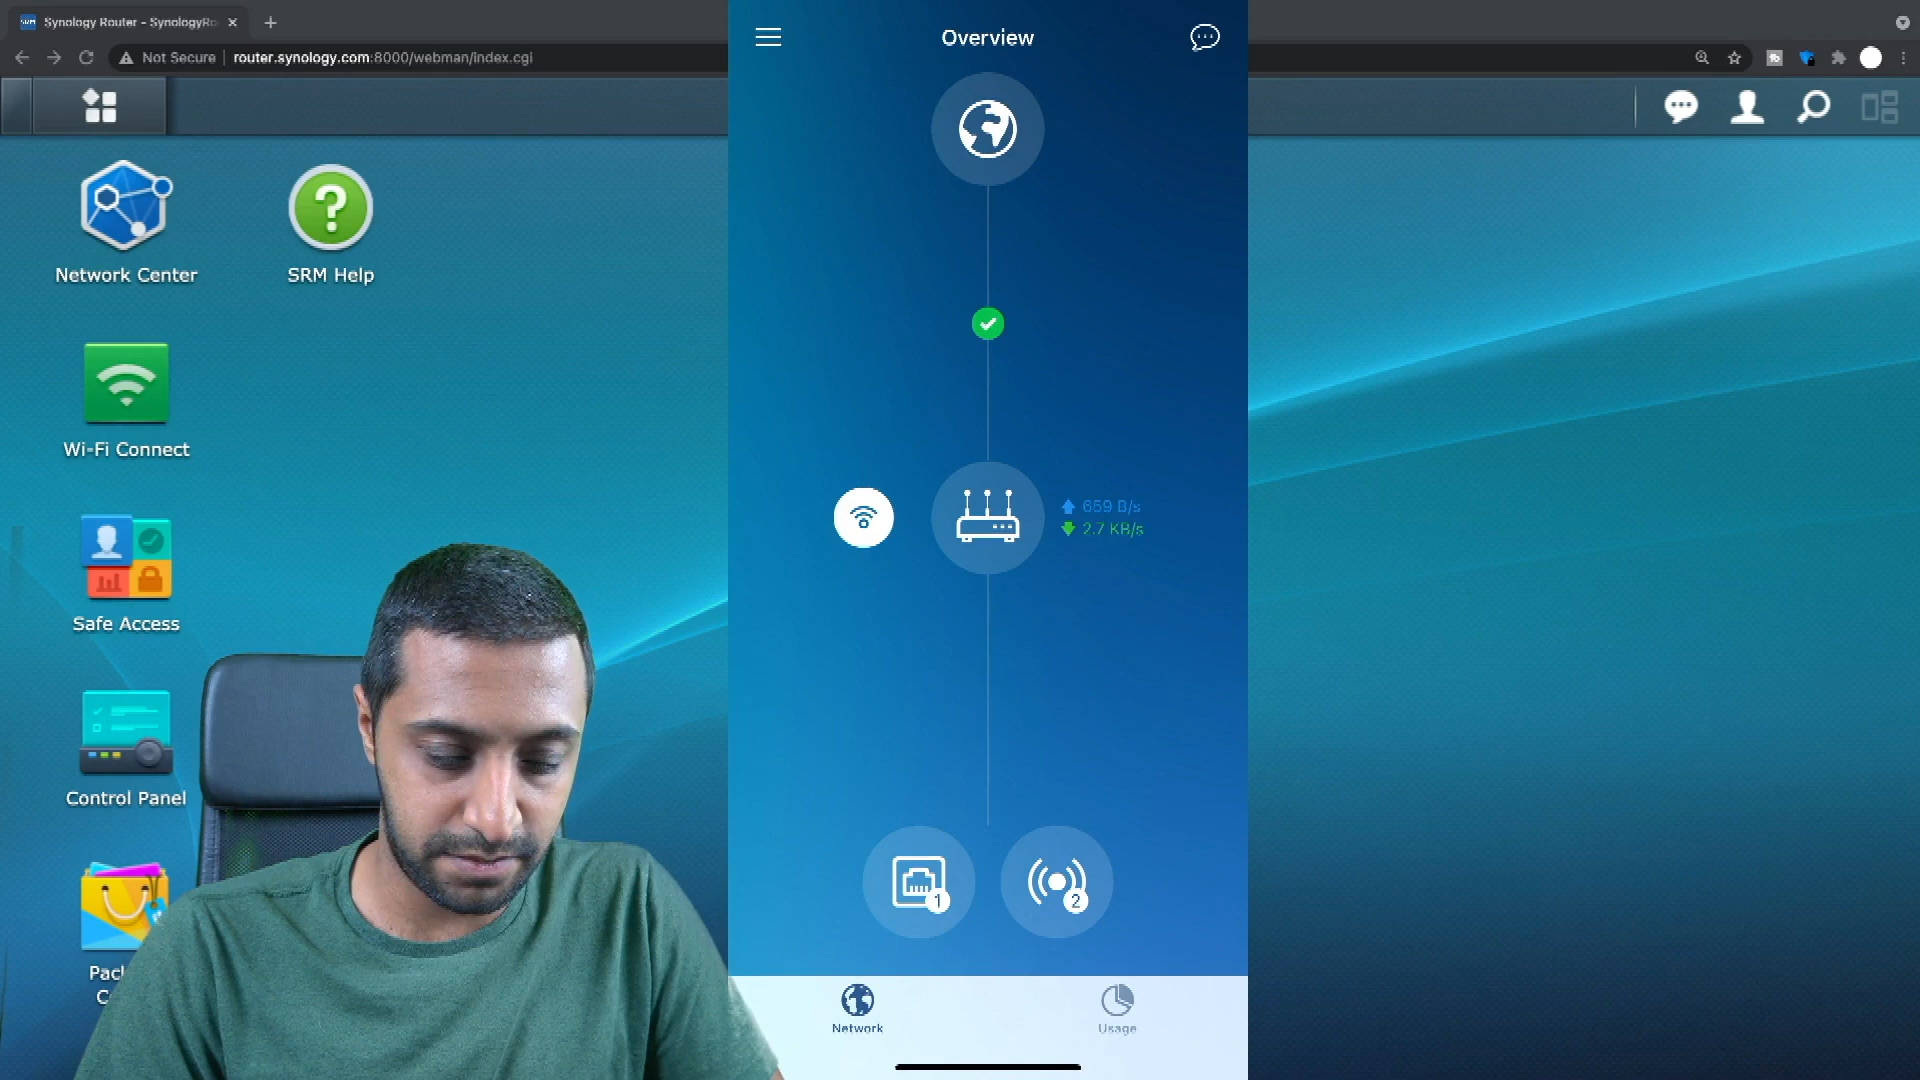 Synology Router - SynologyRo
Not Secure
router.synology.com:8000/webman/index.cgi
Overview
Network Center
SRM Help
Wi-Fi Connect
659 B/s
2.7 KB/s
Safe Access
Control Panel
1
2
Pac
C
Network
Usage